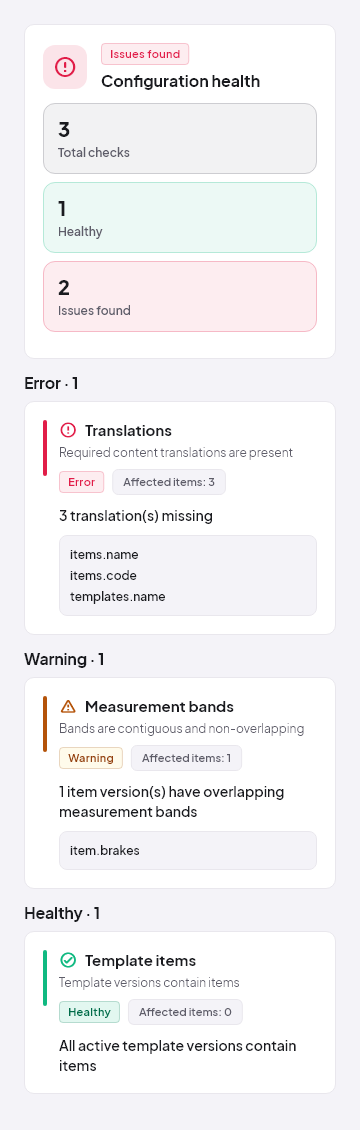 Issues found
Configuration health
3
Total checks
1
Healthy
2
Issues found
Error · 1
Translations
Required content translations are present
Error
Affected items: 3
3 translation(s) missing
items.name
items.code
templates.name
Warning · 1
Measurement bands
Bands are contiguous and non-overlapping
Warning
Affected items: 1
1 item version(s) have overlapping
measurement bands
item.brakes
Healthy · 1
Template items
Template versions contain items
Healthy
Affected items: 0
All active template versions contain
items